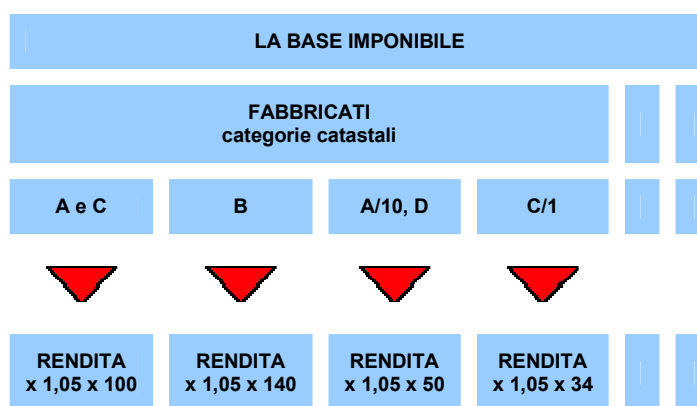 LA BASE IMPONIBILE
FABBRICATI
categorie catastali
A e C
B
A/10, D
C/1
RENDITA
x 1,05 x 100
RENDITA
x 1,05 x 140
RENDITA
x 1,05 x 50
RENDITA
x 1,05 x 34